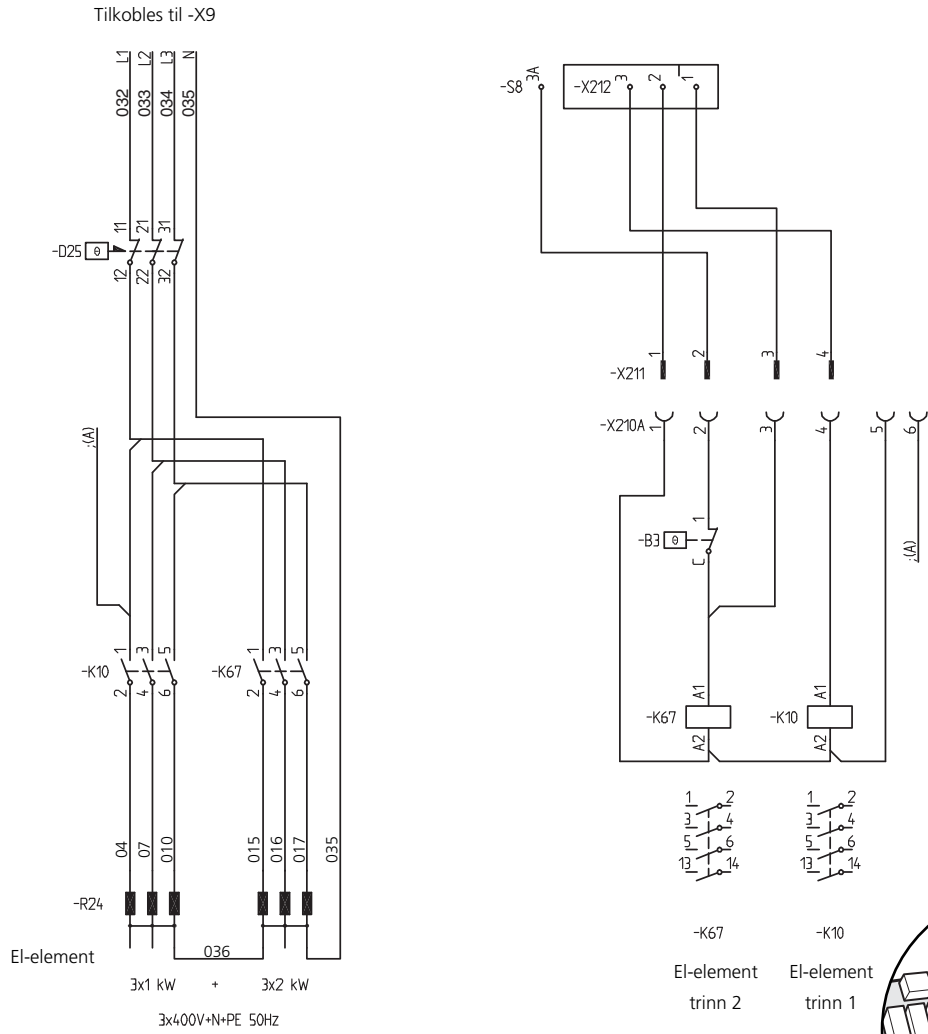 Tilkobles til -X9
L1 L2 L3 N
032 033 034 035
11 21 31
-D25 θ
12 22 32
;(A)
1 3 5 1 3 5
-K10 -K67
2 4 6 2 4 6
04 07 010 015 016 017 035
-R24
El-element
036
3x1 kW + 3x2 kW
3x400V+N+PE 50Hz
-S8 3A -X212 3 2 1
1 2 3 4
-X211
-X210A 1 2 3 4 5 6
1
-B3 θ
C
;(A)
A1 A1
-K67 -K10
A2 A2
1 2 1 2
3 4 3 4
5 6 5 6
13 14 13 14
-K67 -K10
El-element El-element
trinn 2 trinn 1